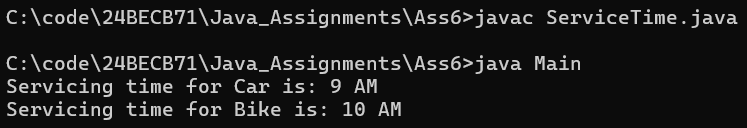 C:\code\24BECB71\Java_Assignments\Ass6>javac ServiceTime.java
C:\code\24BECB71\Java_Assignments\Ass6>java Main
Servicing time for Car is: 9 AM
Servicing time for Bike is: 10 AM